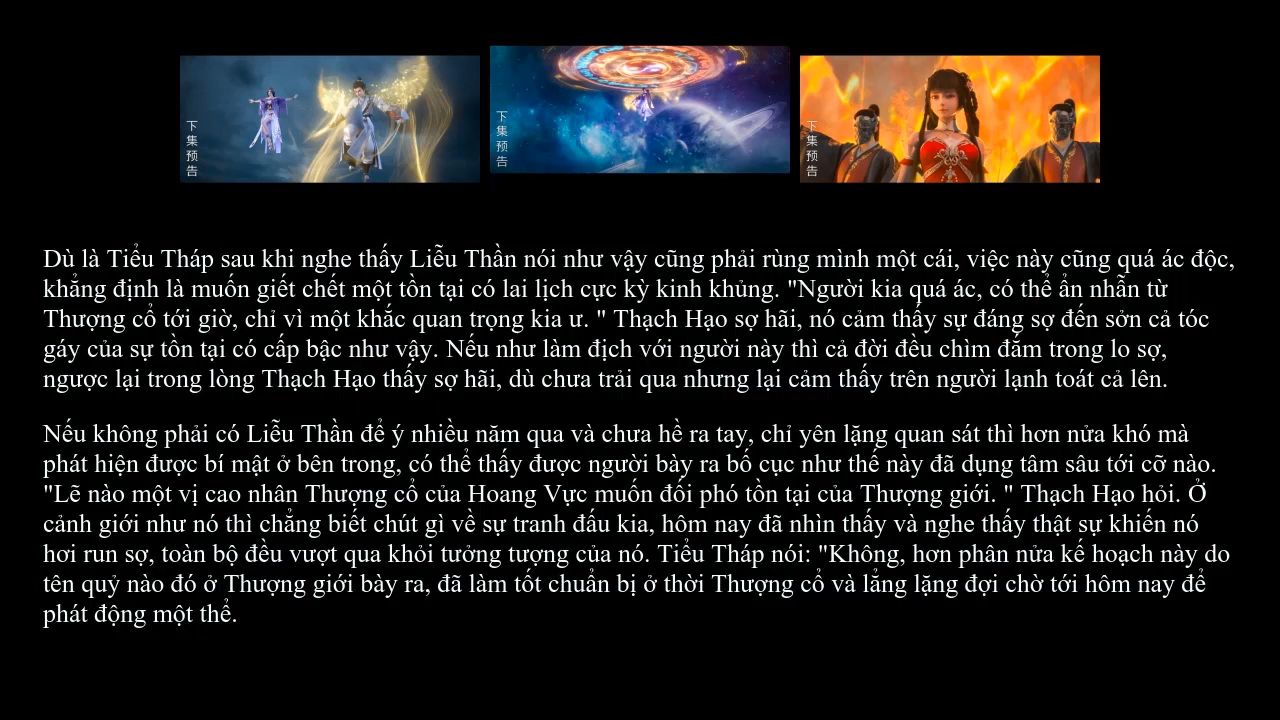 下集预告
下集预告
下集预告
Dù là Tiểu Tháp sau khi nghe thấy Liễu Thần nói như vậy cũng phải rùng mình một cái, việc này cũng quá ác độc,
khẳng định là muốn giết chết một tồn tại có lai lịch cực kỳ kinh khủng. "Người kia quá ác, có thể ẩn nhẫn từ
Thượng cổ tới giờ, chỉ vì một khắc quan trọng kia ư. " Thạch Hạo sợ hãi, nó cảm thấy sự đáng sợ đến sởn cả tóc
gáy của sự tồn tại có cấp bậc như vậy. Nếu như làm địch với người này thì cả đời đều chìm đắm trong lo sợ,
ngược lại trong lòng Thạch Hạo thấy sợ hãi, dù chưa trải qua nhưng lại cảm thấy trên người lạnh toát cả lên.
Nếu không phải có Liễu Thần để ý nhiều năm qua và chưa hề ra tay, chỉ yên lặng quan sát thì hơn nửa khó mà
phát hiện được bí mật ở bên trong, có thể thấy được người bày ra bố cục như thế này đã dụng tâm sâu tới cỡ nào.
"Lẽ nào một vị cao nhân Thượng cổ của Hoang Vực muốn đối phó tồn tại của Thượng giới. " Thạch Hạo hỏi. Ở
cảnh giới như nó thì chẳng biết chút gì về sự tranh đấu kia, hôm nay đã nhìn thấy và nghe thấy thật sự khiến nó
hơi run sợ, toàn bộ đều vượt qua khỏi tưởng tượng của nó. Tiểu Tháp nói: "Không, hơn phân nửa kế hoạch này do
tên quỷ nào đó ở Thượng giới bày ra, đã làm tốt chuẩn bị ở thời Thượng cổ và lẳng lặng đợi chờ tới hôm nay để
phát động một thể.